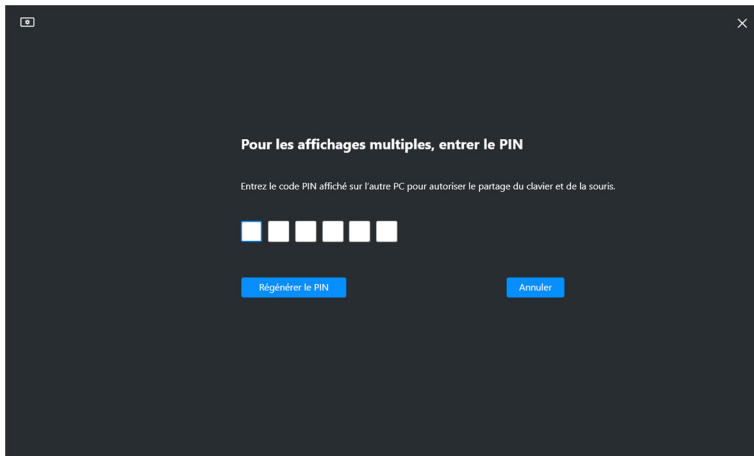 Pour les affichages multiples, entrer le PIN
Entrez le code PIN affiché sur l'autre PC pour autoriser le partage du clavier et de la souris.
Régénérer le PIN
Annuler